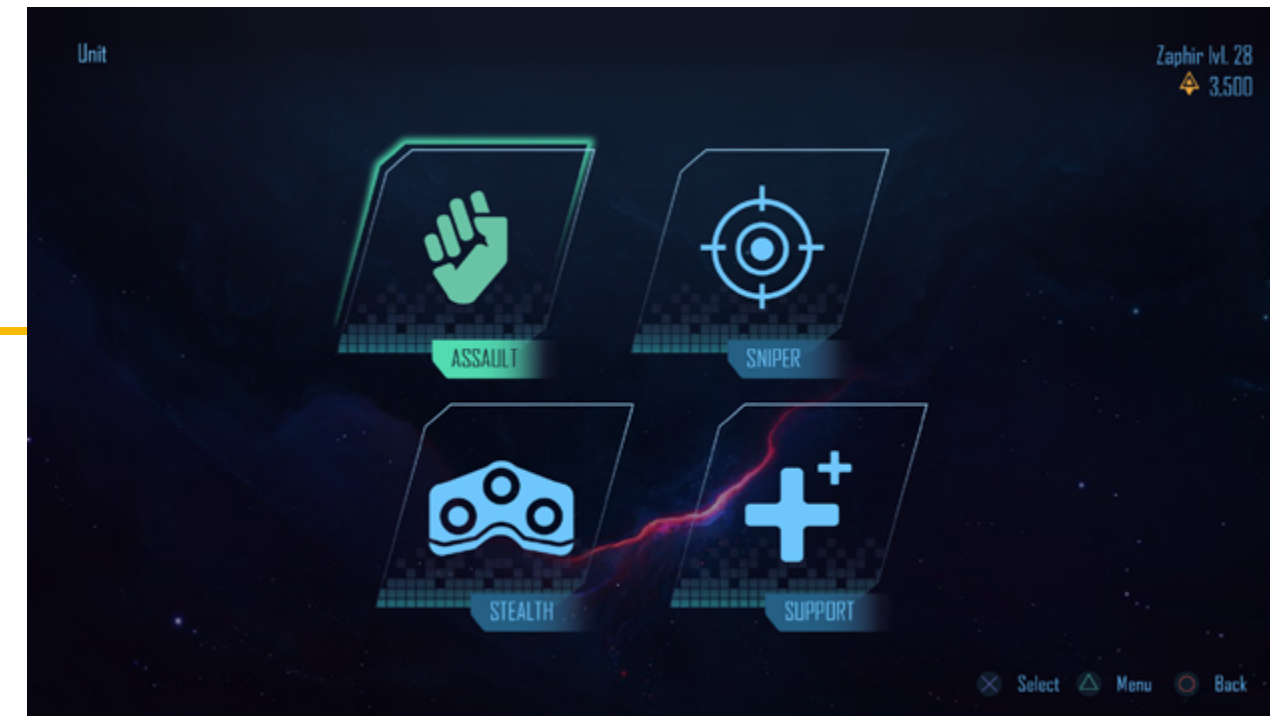 Unit
Zaphir lvl. 28
3,500
ASSAULT
SNIPER
STEALTH
SUPPORT
Select Menu Back